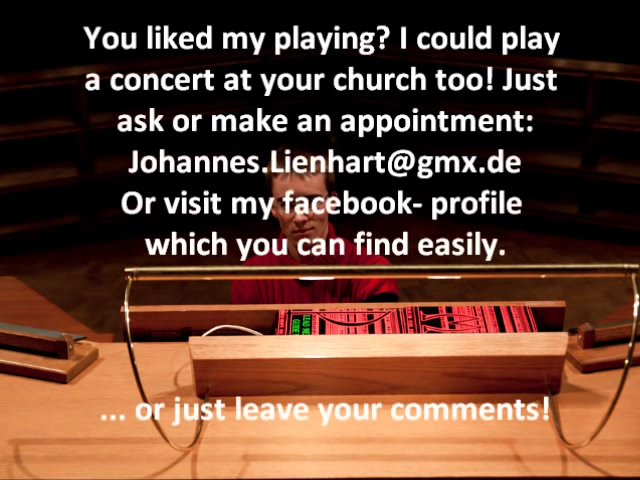 You liked my playing? I could play
a concert at your church too! Just
ask or make an appointment:
Johannes.Lienhart@gmx.de
Or visit my facebook- profile
which you can find easily.
... or just leave your comments!